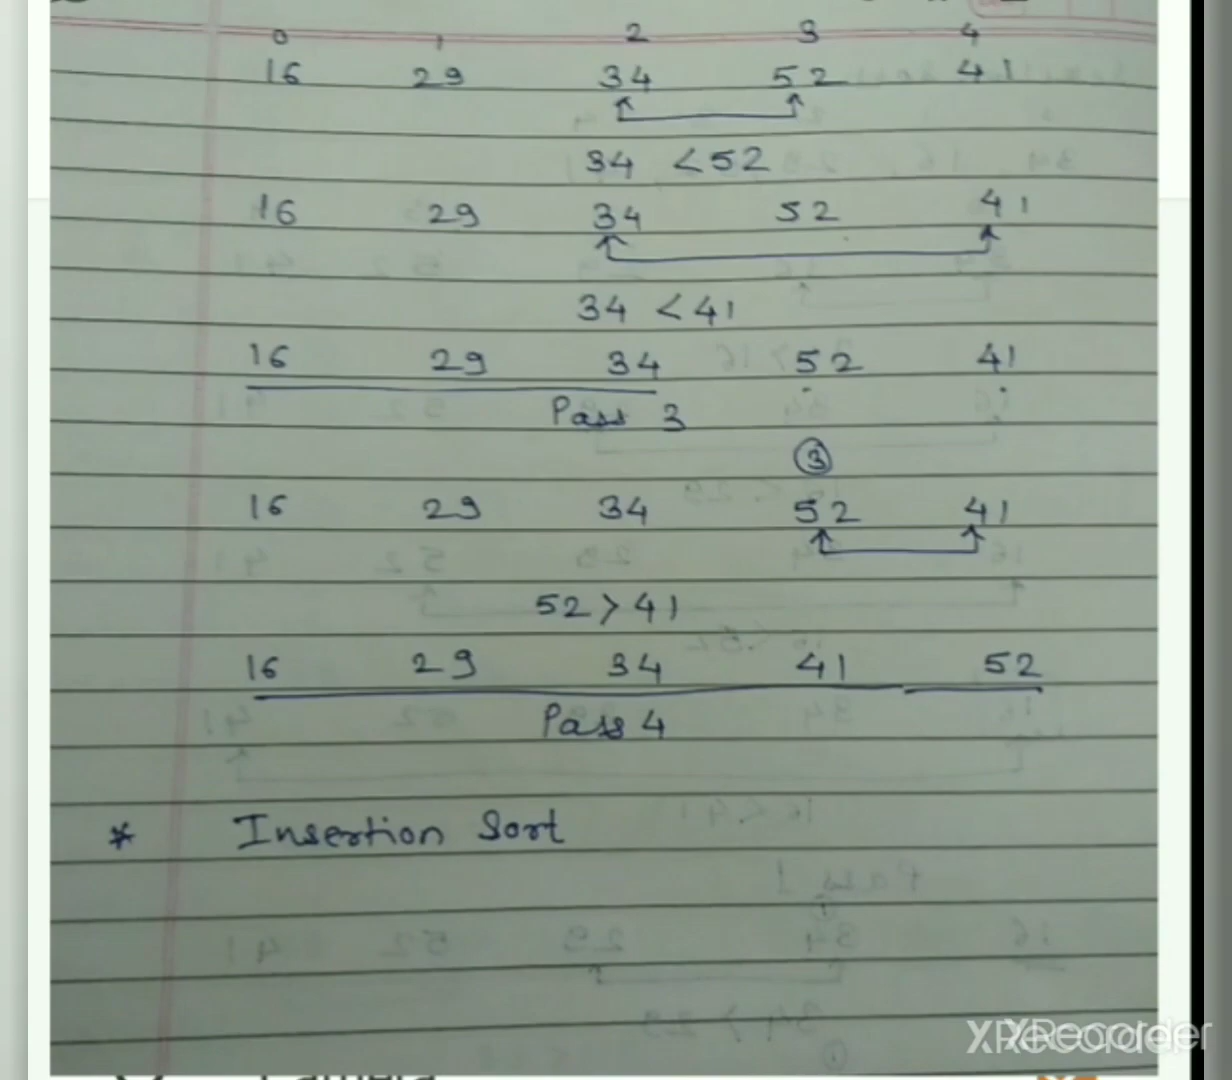 0 1 2 3 4
16 29 34 52 41
34 < 52
16 29 34 52 41
34 < 41
16 29 34 52 41
Pass 3
3
16 29 34 52 41
52 > 41
16 29 34 41 52
Pass 4
* Insertion Sort
XRecorder